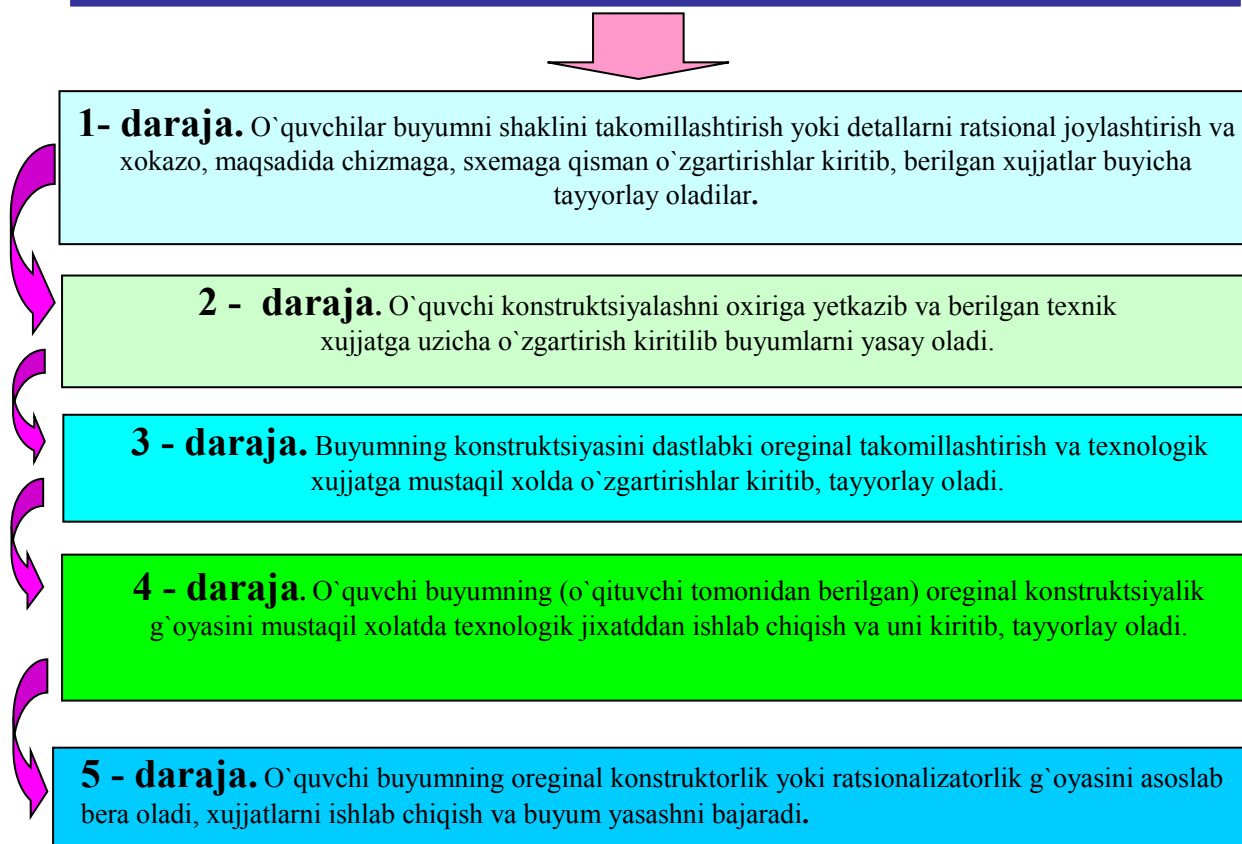 1- daraja. O`quvchilar buyumni shaklini takomillashtirish yoki detallarni ratsional joylashtirish va
xokazo, maqsadida chizmaga, sxemaga qisman o`zgartirishlar kiritib, berilgan xujjatlar buyicha
tayyorlay oladilar.
2 - daraja. O`quvchi konstruktsiyalashni oxiriga yetkazib va berilgan texnik
xujjatga uzicha o`zgartirish kiritilib buyumlarni yasay oladi.
3 - daraja. Buyumning konstruktsiyasini dastlabki oreginal takomillashtirish va texnologik
xujjatga mustaqil xolda o`zgartirishlar kiritib, tayyorlay oladi.
4 - daraja. O`quvchi buyumning (o`qituvchi tomonidan berilgan) oreginal konstruktsiyalik
g`oyasini mustaqil xolatda texnologik jixatddan ishlab chiqish va uni kiritib, tayyorlay oladi.
5 - daraja. O`quvchi buyumning oreginal konstruktorlik yoki ratsionalizatorlik g`oyasini asoslab
bera oladi, xujjatlarni ishlab chiqish va buyum yasashni bajaradi.